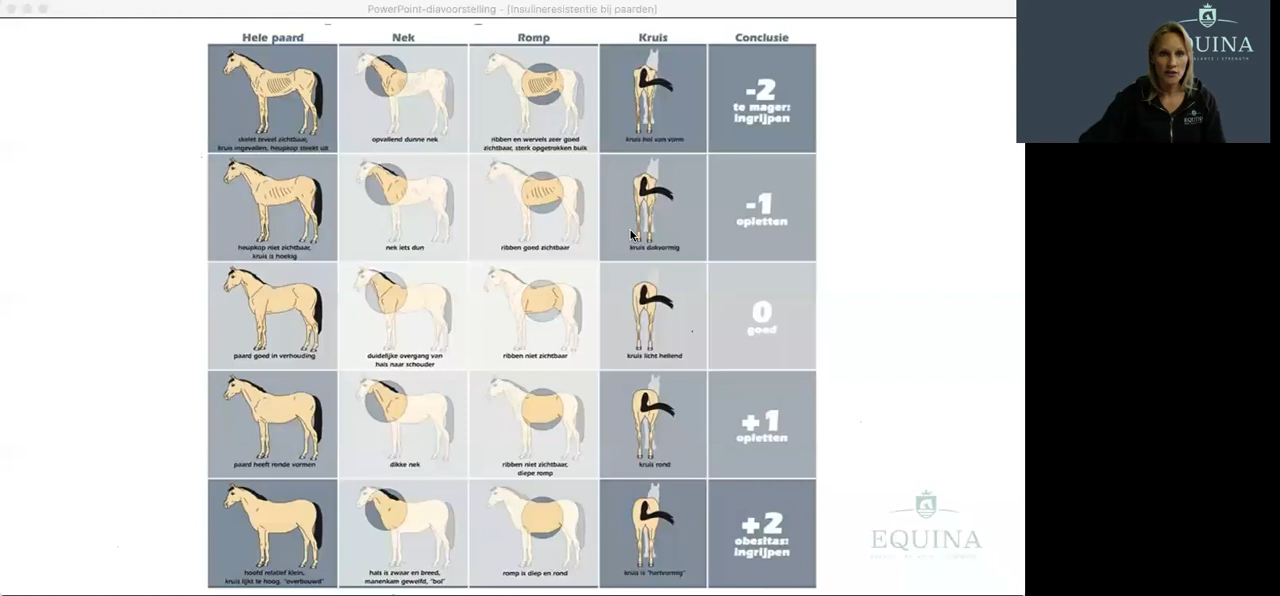 PowerPoint-diavoorstelling - [Insulineresistentie bij paarden]
QUINA
Hele paard Nek Romp Kruis Conclusie
skelet teveel zichtbaar,
kruis ingevallen, heupkop steekt uit
opvallend dunne nek
ribben en wervels zeer goed
zichtbaar, sterk opgetrokken buik
kruis hol van vorm
-2
te mager:
ingrijpen
heupkop niet zichtbaar,
kruis is hoekig
nek iets dun
ribben goed zichtbaar
kruis dakvormig
-1
opletten
paard goed in verhouding
duidelijke overgang van
hals naar schouder
ribben niet zichtbaar
kruis licht hellend
0
goed
paard heeft ronde vormen
dikke nek
ribben niet zichtbaar,
diepe romp
kruis rond
+1
opletten
hoofd relatief klein,
kruis lijkt te hoog, "overbouwd"
hals is zwaar en breed,
manenkam gewelfd, "bol"
romp is diep en rond
kruis is "hartvormig"
+2
obesitas:
ingrijpen
EQUINA